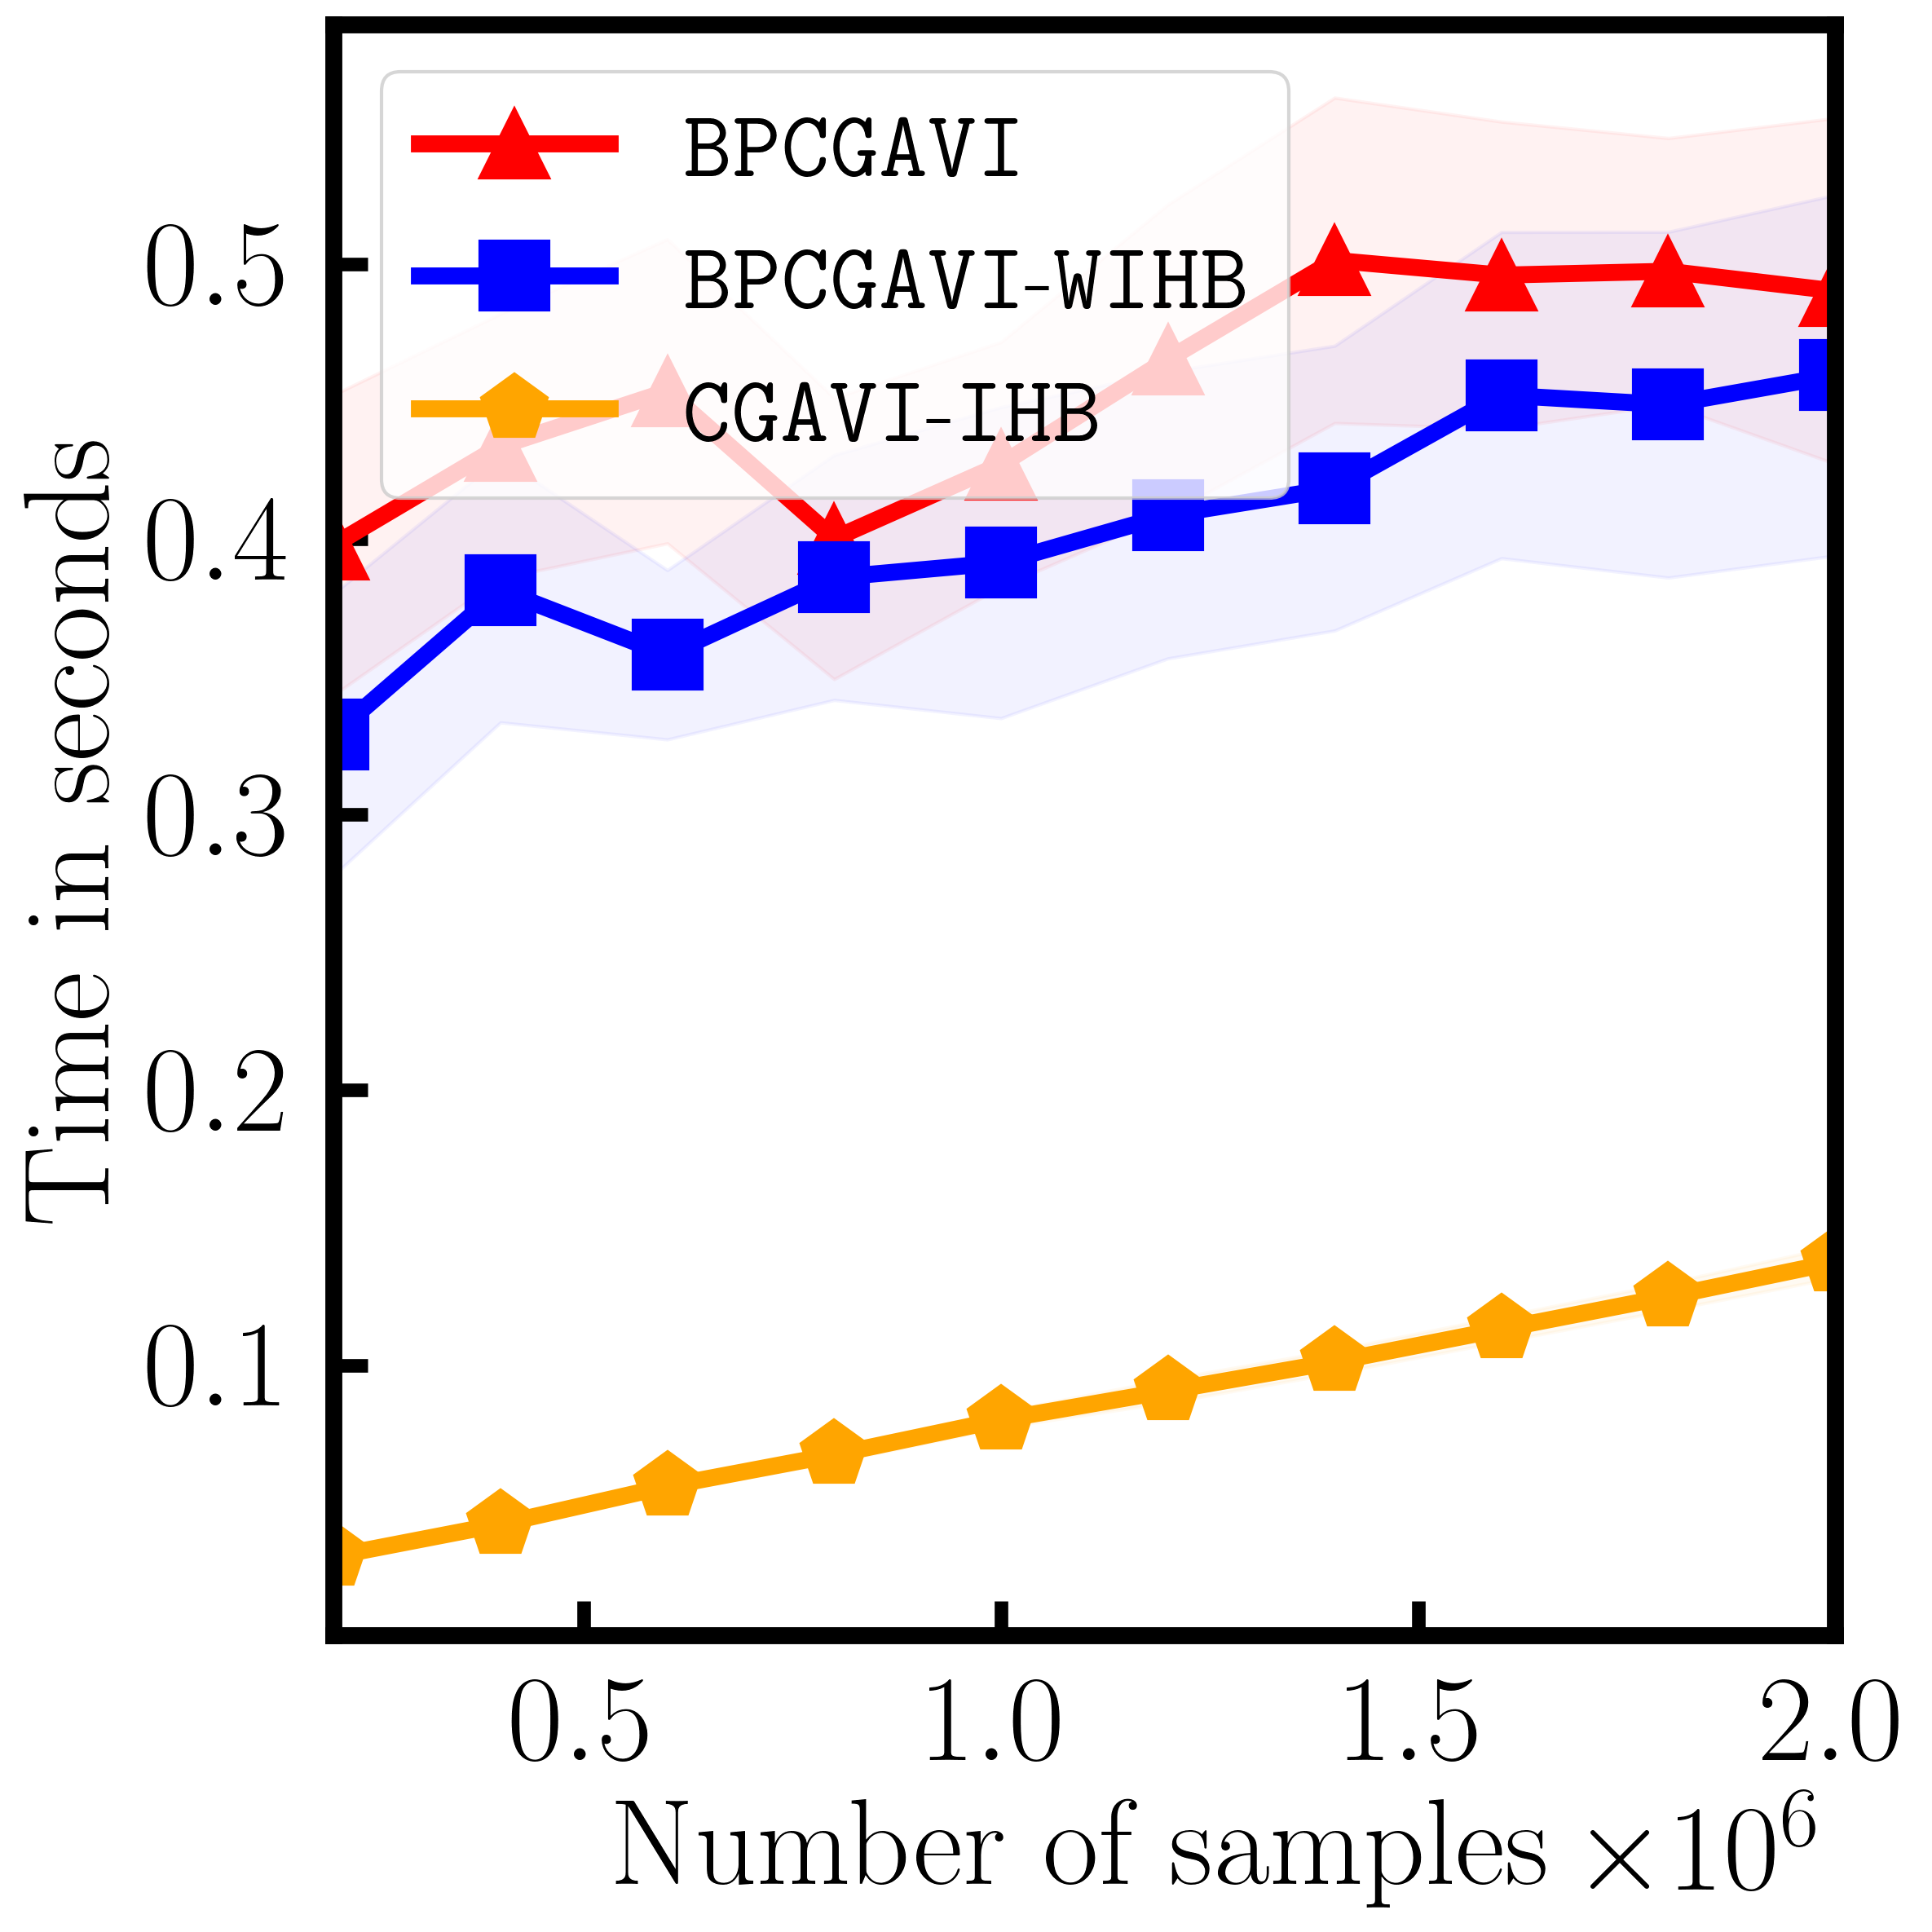 BPCGAVI
BPCGAVI-WIHB
CGAVI-IHB
Time in seconds
0.5
0.4
0.3
0.2
0.1
0.5 1.0 1.5 2.0
Number of samples ×10⁶